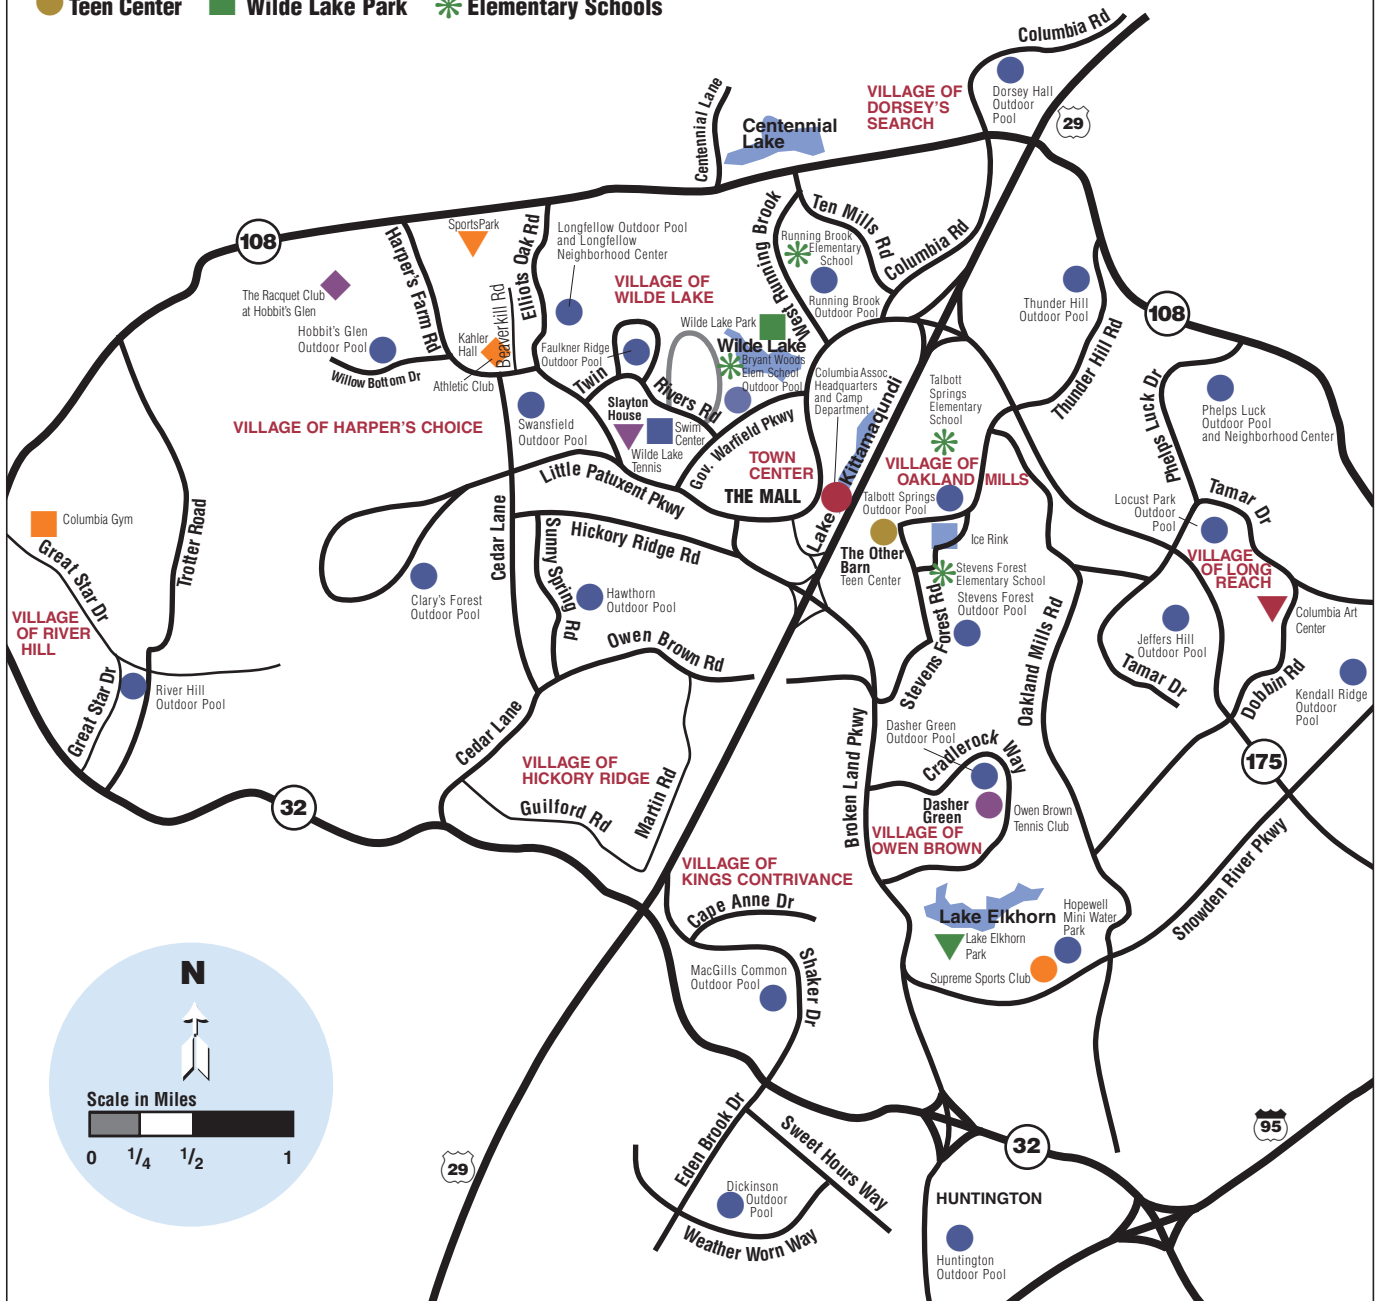 Teen Center
Wilde Lake Park
Elementary Schools
Columbia Rd
Dorsey Hall
Outdoor
Pool
29
VILLAGE OF
DORSEY'S
SEARCH
Centennial Lane
Centennial
Lake
108
SportsPark
Harper's Farm Rd
Elliots Oak Rd
Longfellow Outdoor Pool
and Longfellow
Neighborhood Center
West Running Brook
Ten Mills Rd
Columbia Rd
Running Brook
Elementary
School
Running Brook
Outdoor Pool
VILLAGE OF
WILDE LAKE
The Racquet Club
at Hobbit's Glen
Hobbit's Glen
Outdoor Pool
Willow Bottom Dr
Kahler
Hall
Beaverkill Rd
Athletic Club
Faulkner Ridge
Outdoor Pool
Wilde Lake Park
Wilde Lake
Bryant Woods
Elem School
Outdoor Pool
Thunder Hill
Outdoor Pool
108
Thunder Hill Rd
Phelps Luck Dr
Phelps Luck
Outdoor Pool
and Neighborhood Center
Twin
Rivers Rd
Slayton
House
Swim
Center
Wilde Lake
Tennis
Swansfield
Outdoor Pool
VILLAGE OF HARPER'S CHOICE
Gov. Warfield Pkwy
Columbia Assoc.
Headquarters
and Camp
Department
Lake Kittamaqundi
Talbott
Springs
Elementary
School
TOWN
CENTER
THE MALL
Little Patuxent Pkwy
VILLAGE OF
OAKLAND MILLS
Talbott Springs
Outdoor Pool
Ice Rink
The Other
Barn
Teen Center
Stevens Forest
Elementary School
Stevens Forest
Outdoor Pool
Stevens Forest Rd
Oakland Mills Rd
Locust Park
Outdoor
Pool
Tamar Dr
VILLAGE
OF LONG
REACH
Columbia Art
Center
Jeffers Hill
Outdoor Pool
Tamar Dr
Dobbin Rd
Kendall Ridge
Outdoor
Pool
175
Columbia Gym
Great Star Dr
Trotter Road
VILLAGE
OF RIVER
HILL
Great Star Dr
River Hill
Outdoor Pool
Clary's Forest
Outdoor Pool
Cedar Lane
Sunny Spring Rd
Hickory Ridge Rd
Hawthorn
Outdoor Pool
Owen Brown Rd
Cedar Lane
VILLAGE OF
HICKORY RIDGE
Guilford Rd
Martin Rd
32
Broken Land Pkwy
Dasher Green
Outdoor Pool
Cradlerock Way
Dasher
Green
Owen Brown
Tennis Club
VILLAGE OF
OWEN BROWN
Snowden River Pkwy
VILLAGE OF
KINGS CONTRIVANCE
Cape Anne Dr
Shaker Dr
MacGills Common
Outdoor Pool
Lake Elkhorn
Hopewell
Mini Water
Park
Lake Elkhorn
Park
Supreme Sports Club
N
Scale in Miles
0 1/4 1/2 1
29
Eden Brook Dr
Sweet Hours Way
Dickinson
Outdoor
Pool
Weather Worn Way
32
95
HUNTINGTON
Huntington
Outdoor Pool